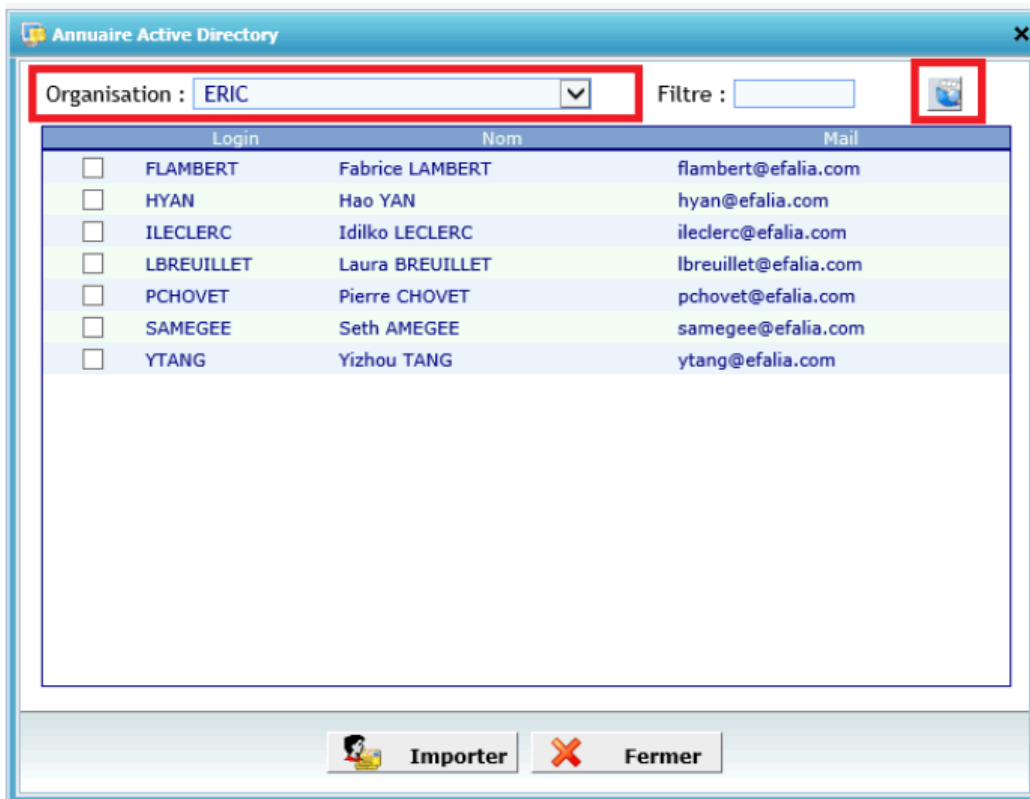 Annuaire Active Directory
Organisation : ERIC Filtre :
Login Nom Mail
FLAMBERT Fabrice LAMBERT flambert@efalia.com
HYAN Hao YAN hyan@efalia.com
ILECLERC Idilko LECLERC ileclerc@efalia.com
LBREUILLET Laura BREUILLET lbreuillet@efalia.com
PCHOVET Pierre CHOVET pchovet@efalia.com
SAMEGEE Seth AMEGEE samegee@efalia.com
YTANG Yizhou TANG ytang@efalia.com
Importer Fermer